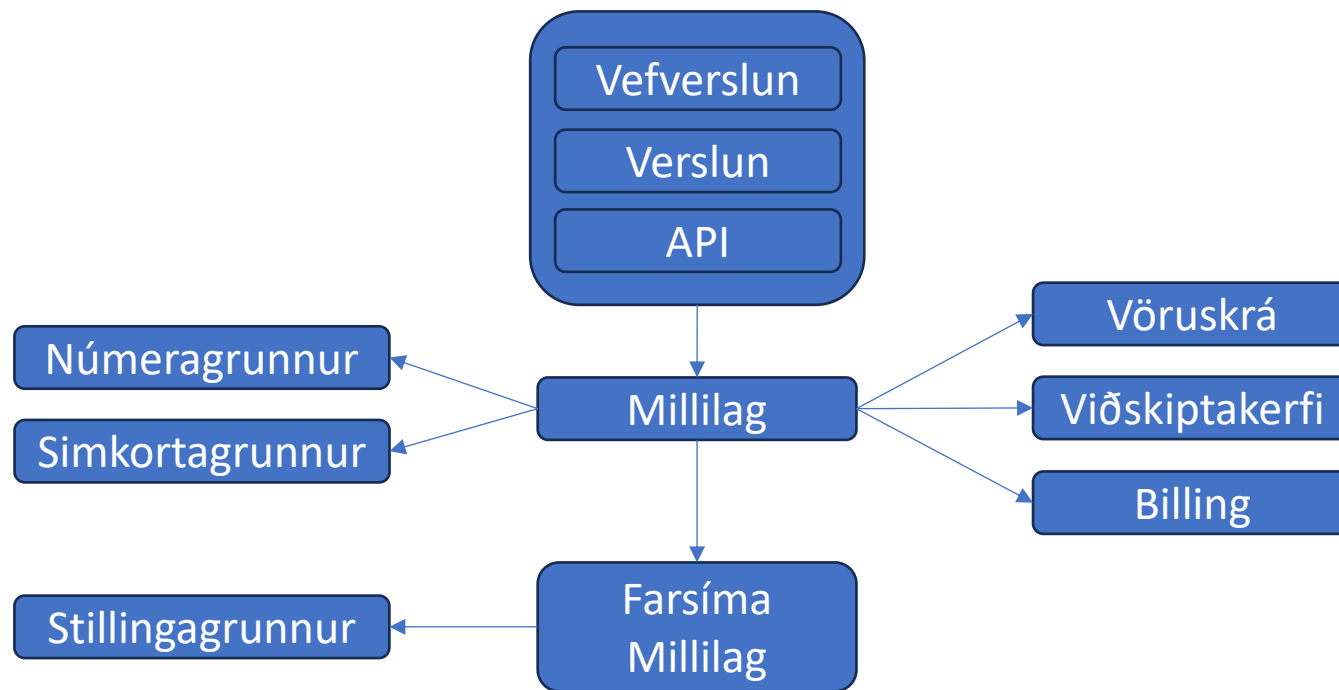 Vefverslun
Verslun
API
Númeragrunnur
Simkortagrunnur
Millilag
Vöruskrá
Viðskiptakerfi
Billing
Stillingagrunnur
Farsíma
Millilag